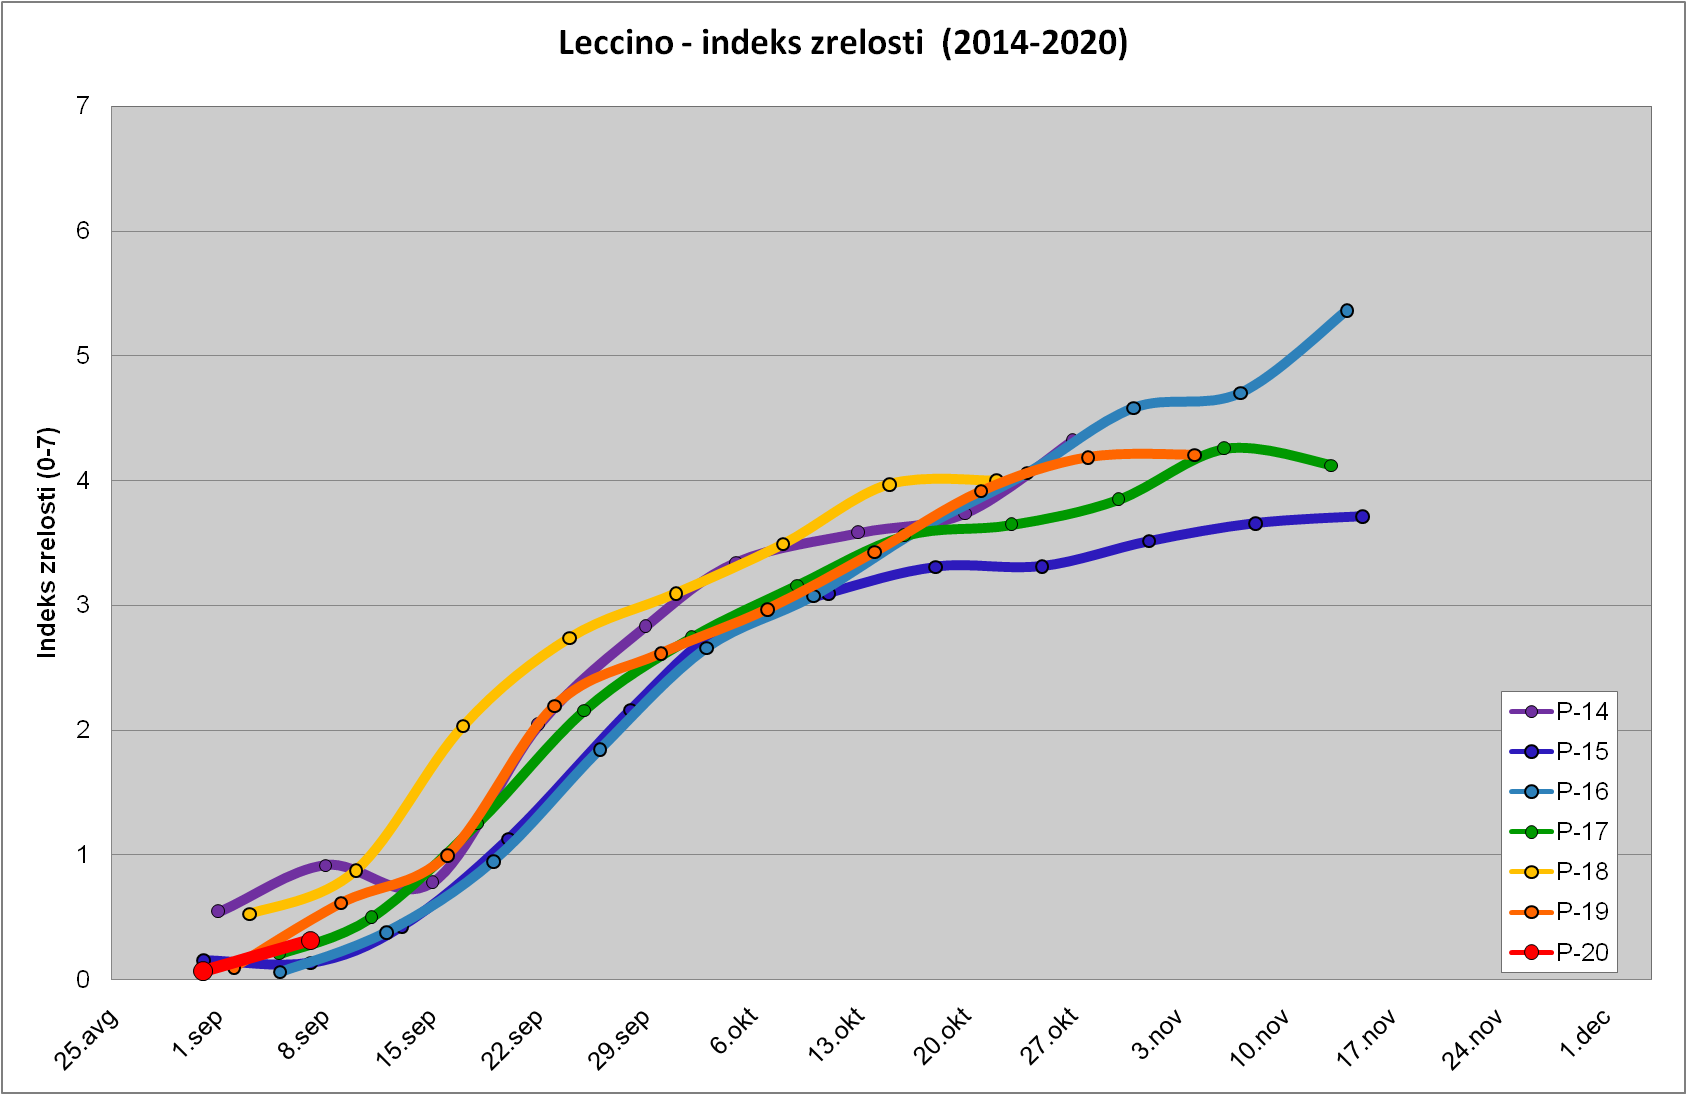 Leccino - indeks zrelosti (2014-2020)
Indeks zrelosti (0-7)
7
6
5
4
3
2
1
0
25.avg
1.sep
8.sep
15.sep
22.sep
29.sep
6.okt
13.okt
20.okt
27.okt
3.nov
10.nov
17.nov
24.nov
1.dec
P-14
P-15
P-16
P-17
P-18
P-19
P-20